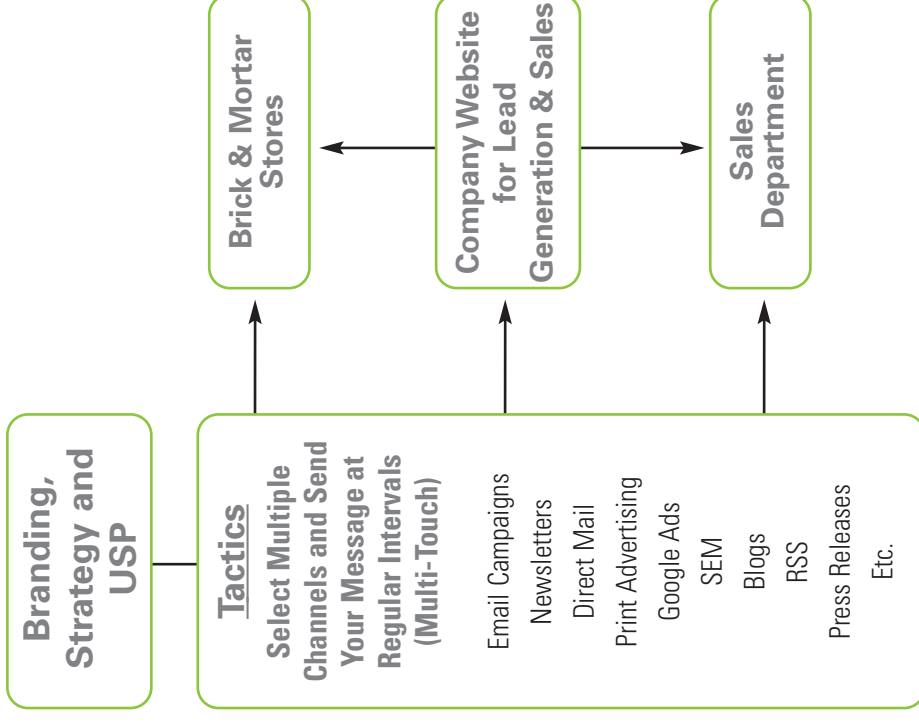 Branding,
Strategy and
USP
Tactics
Select Multiple
Channels and Send
Your Message at
Regular Intervals
(Multi-Touch)
Email Campaigns
Newsletters
Direct Mail
Print Advertising
Google Ads
SEM
Blogs
RSS
Press Releases
Etc.
Brick & Mortar
Stores
Company Website
for Lead
Generation & Sales
Sales
Department